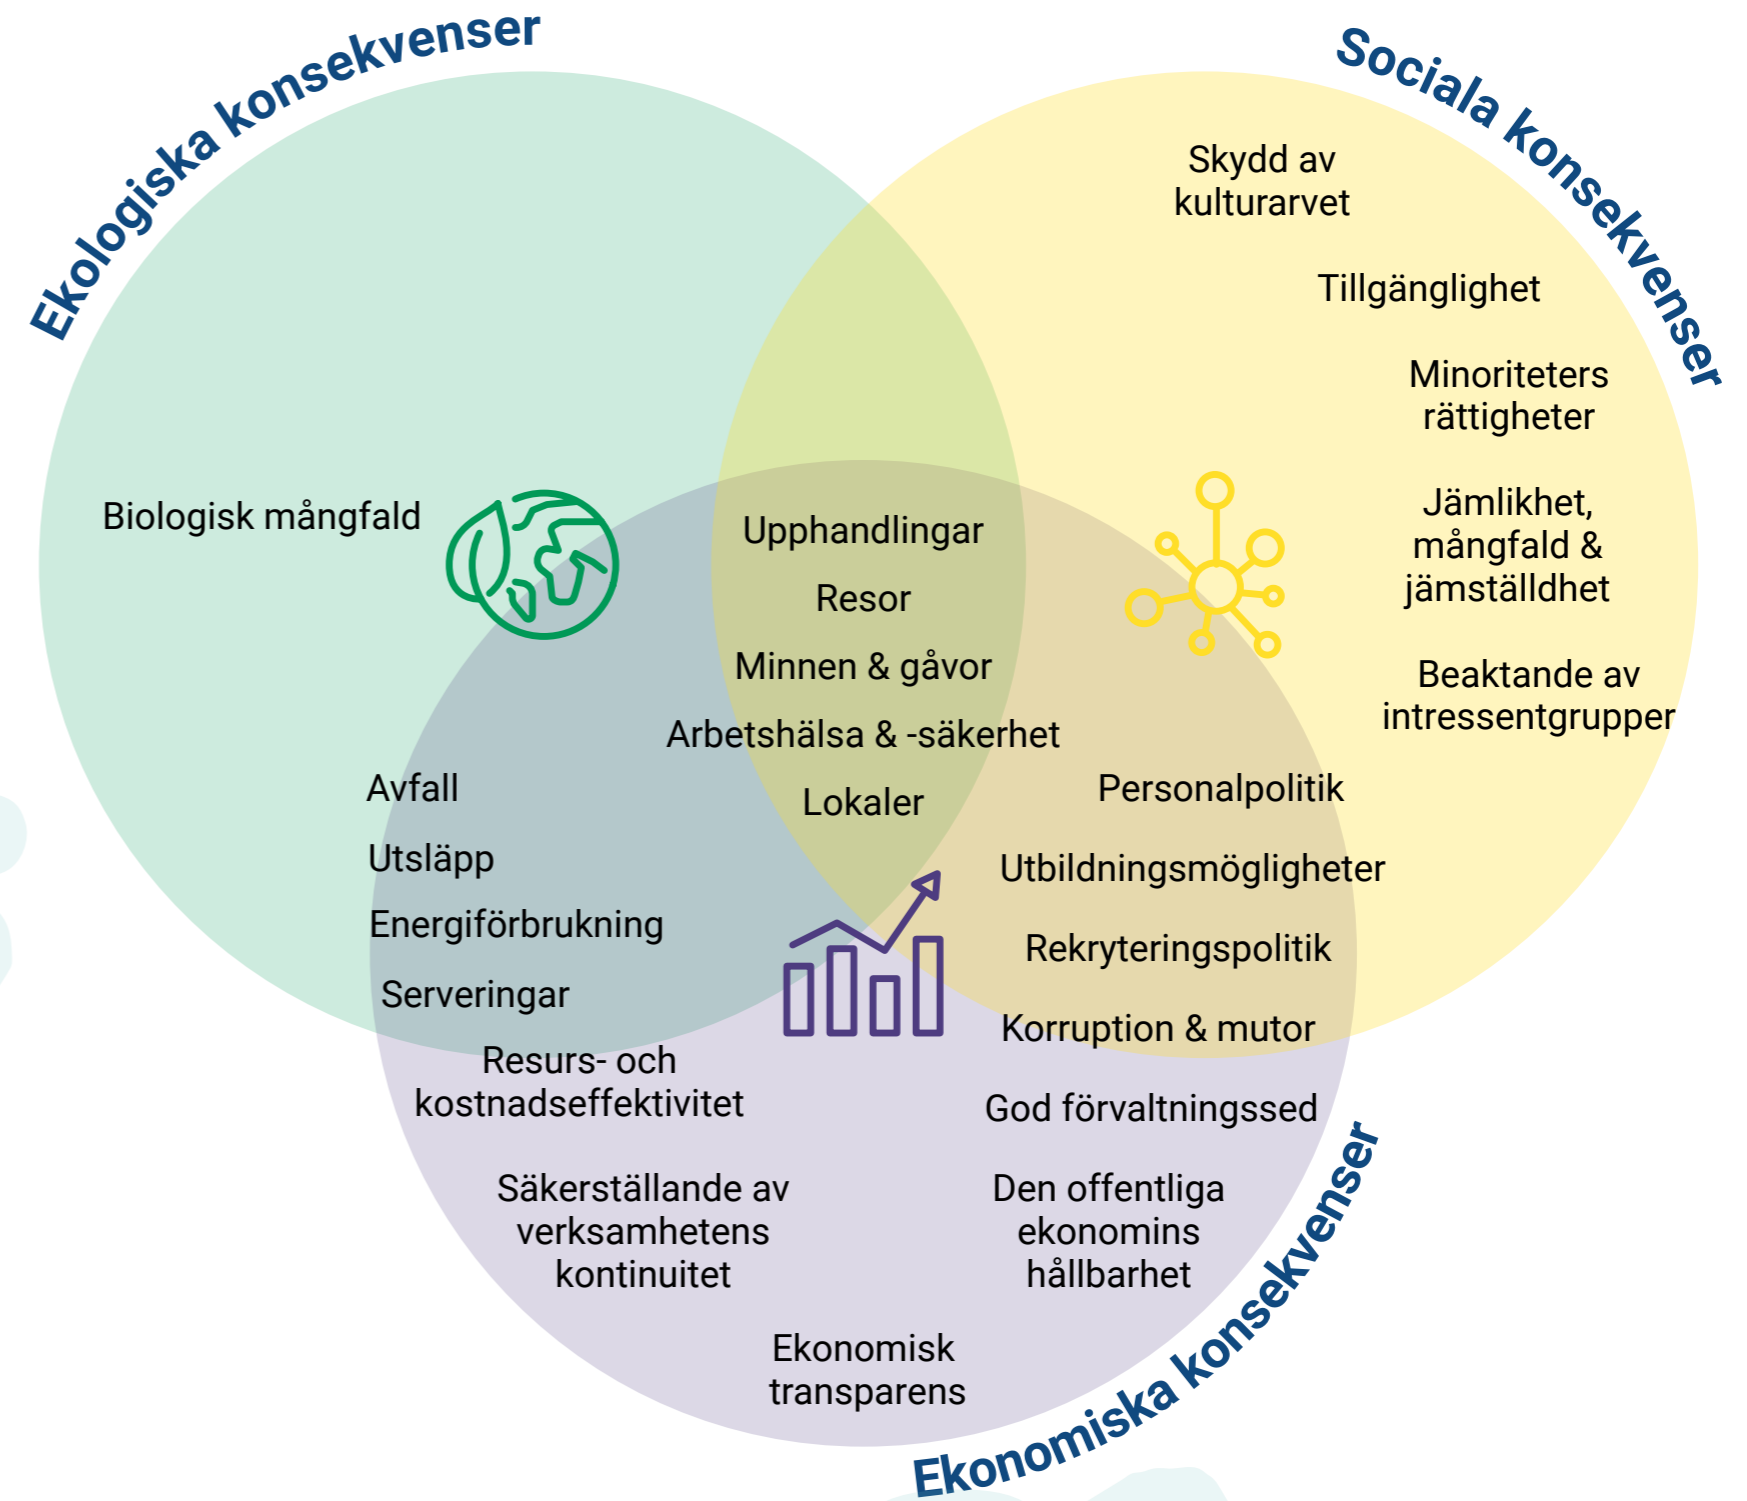 Ekologiska konsekvenser
Sociala konsekvenser
Skydd av
kulturarvet
Tillgänglighet
Minoriteters
rättigheter
Jämlikhet,
mångfald &
jämställdhet
Beaktande av
intressentgrupper
Biologisk mångfald
Upphandlingar
Resor
Minnen & gåvor
Arbetshälsa & -säkerhet
Lokaler
Avfall
Utsläpp
Energiförbrukning
Serveringar
Personalpolitik
Utbildningsmögligheter
Rekryteringspolitik
Korruption & mutor
Resurs- och
kostnadseffektivitet
God förvaltningssed
Säkerställande av
verksamhetens
kontinuitet
Den offentliga
ekonomins
hållbarhet
Ekonomisk
transparens
Ekonomiska konsekvenser